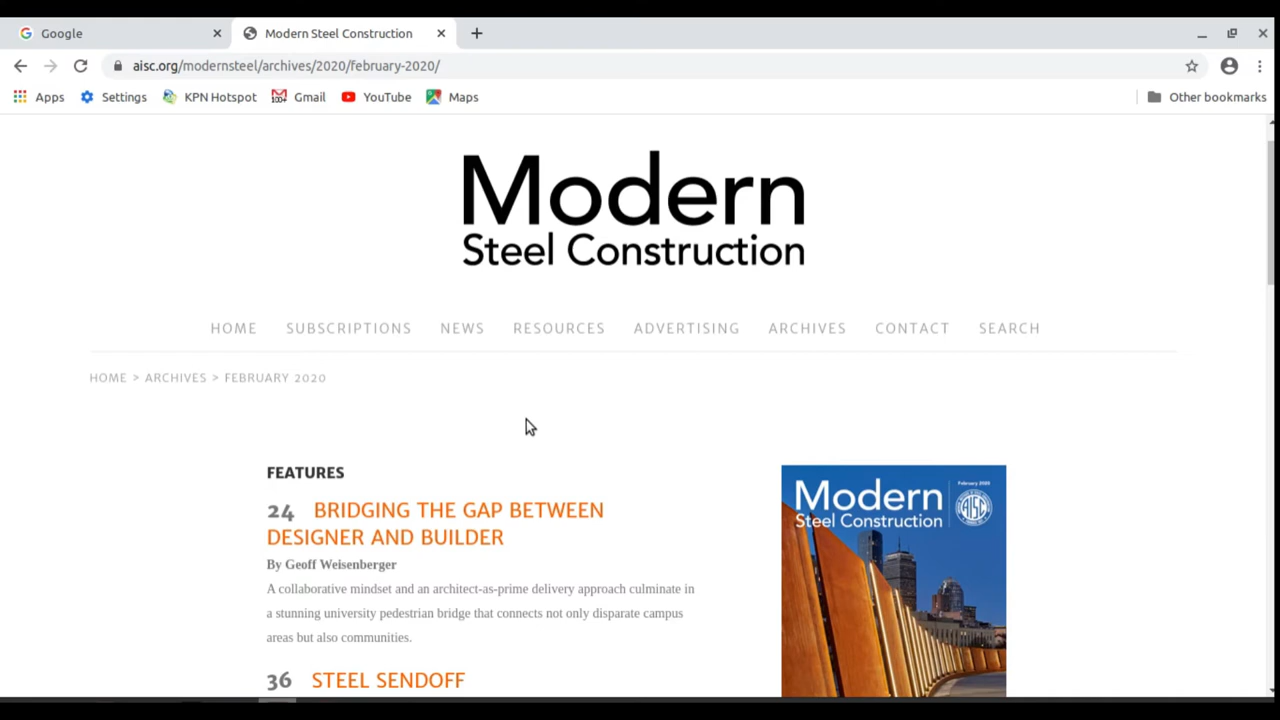 Google
Modern Steel Construction
aisc.org/modernsteel/archives/2020/february-2020/
Apps
Settings
KPN Hotspot
100+
Gmail
YouTube
Maps
Other bookmarks
Modern
Steel Construction
HOME SUBSCRIPTIONS NEWS RESOURCES ADVERTISING ARCHIVES CONTACT SEARCH
HOME > ARCHIVES > FEBRUARY 2020
FEATURES
24 BRIDGING THE GAP BETWEEN
DESIGNER AND BUILDER
By Geoff Weisenberger
A collaborative mindset and an architect-as-prime delivery approach culminate in
a stunning university pedestrian bridge that connects not only disparate campus
areas but also communities.
36 STEEL SENDOFF
Modern
Steel Construction
February 2020
AISC